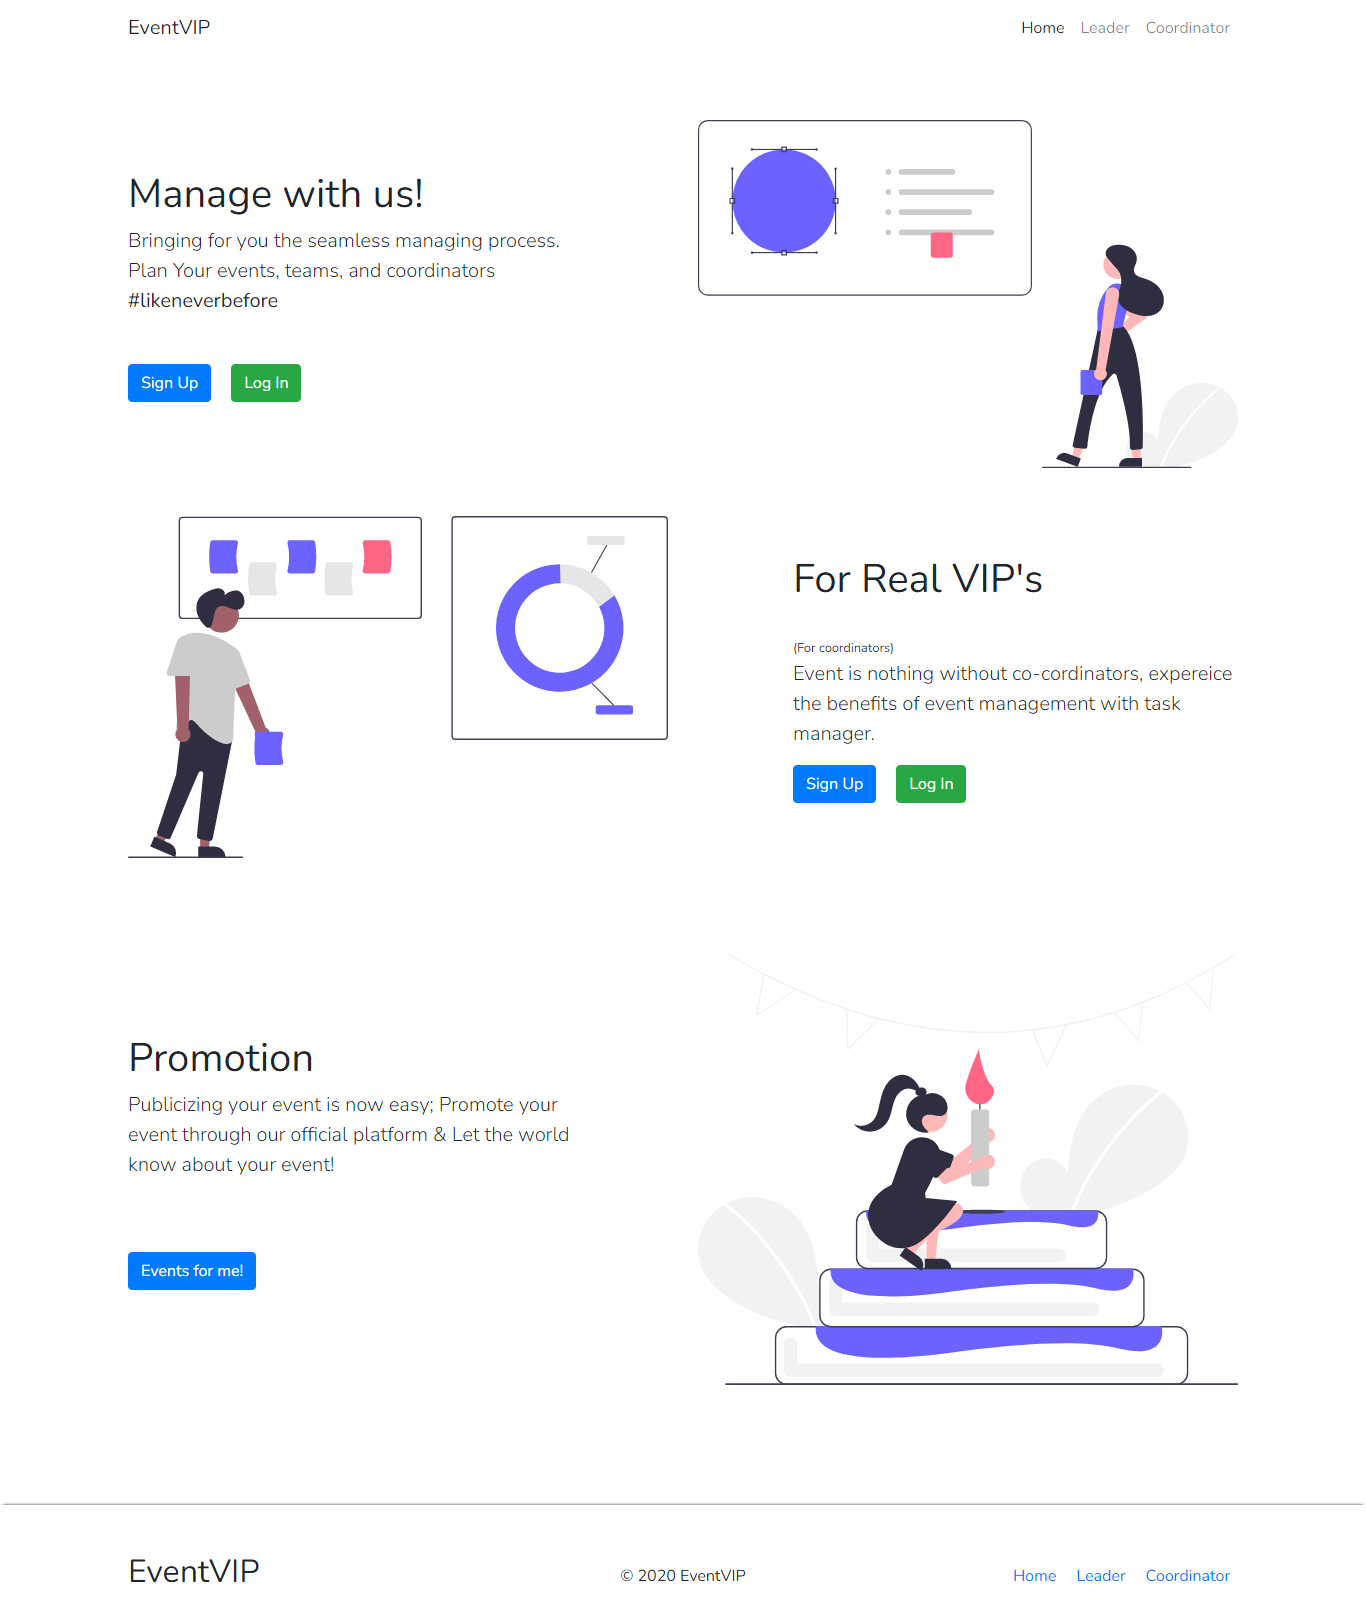 EventVIP
Home Leader Coordinator
Manage with us!
Bringing for you the seamless managing process.
Plan Your events, teams, and coordinators
#likeneverbefore
Sign Up Log In
For Real VIP's
(For coordinators)
Event is nothing without co-cordinators, expereice
the benefits of event management with task
manager.
Sign Up Log In
Promotion
Publicizing your event is now easy; Promote your
event through our official platform & Let the world
know about your event!
Events for me!
EventVIP
© 2020 EventVIP
Home Leader Coordinator